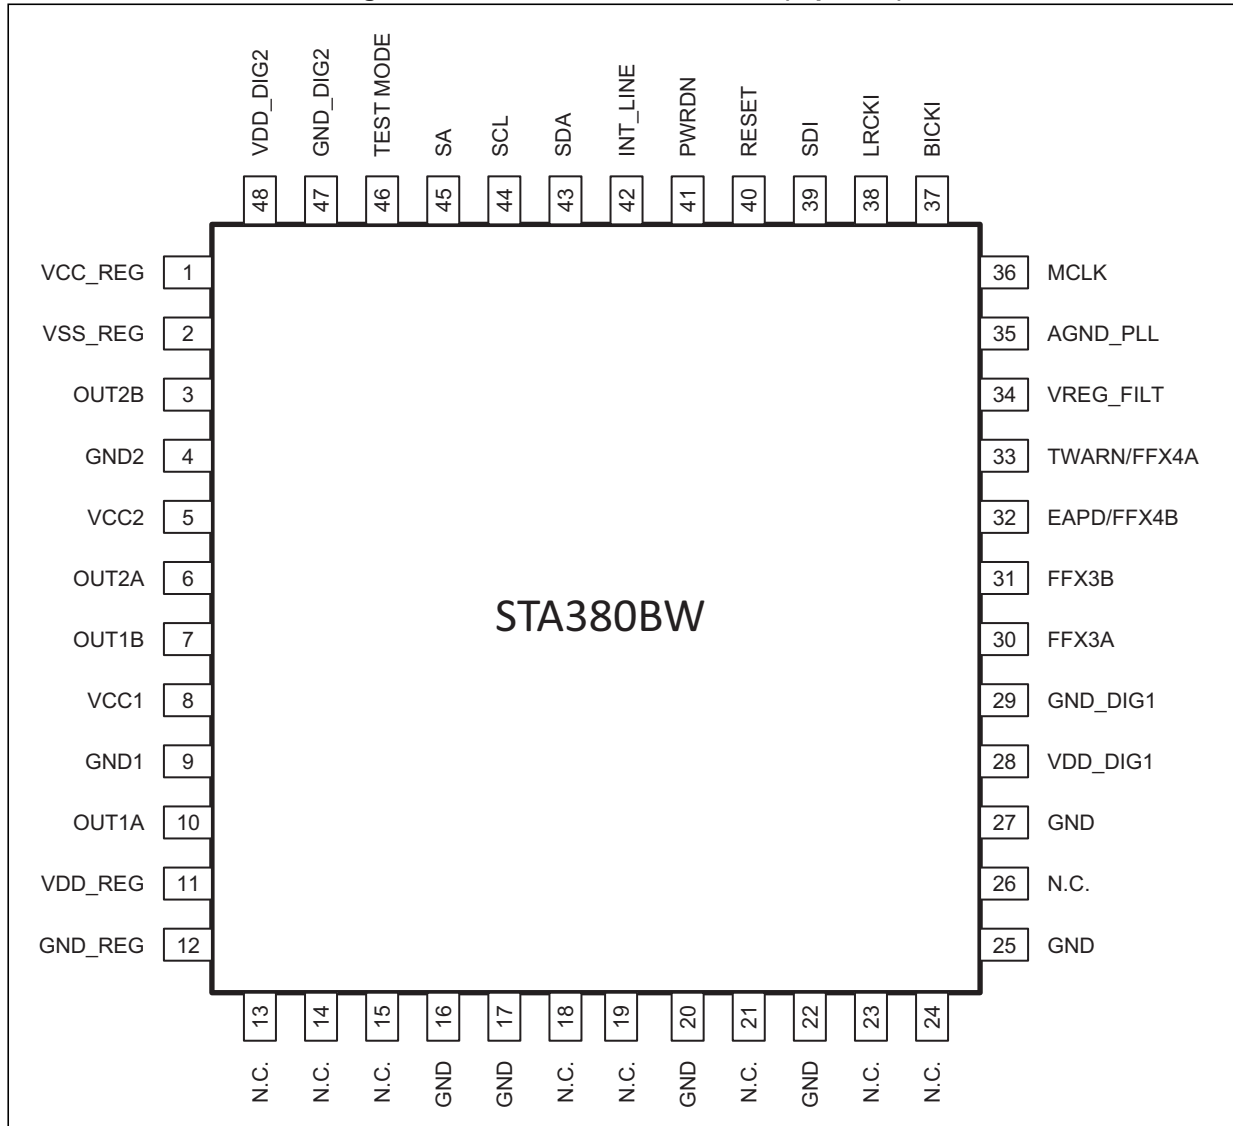 VDD_DIG2
GND_DIG2
TEST MODE
SA
SCL
SDA
INT_LINE
PWRDN
RESET
SDI
LRCKI
BICKI
48 47 46 45 44 43 42 41 40 39 38 37
VCC_REG 1 36 MCLK
VSS_REG 2 35 AGND_PLL
OUT2B 3 34 VREG_FILT
GND2 4 33 TWARN/FFX4A
VCC2 5 32 EAPD/FFX4B
OUT2A 6 31 FFX3B
STA380BW
OUT1B 7 30 FFX3A
VCC1 8 29 GND_DIG1
GND1 9 28 VDD_DIG1
OUT1A 10 27 GND
VDD_REG 11 26 N.C.
GND_REG 12 25 GND
13 14 15 16 17 18 19 20 21 22 23 24
N.C.
N.C.
N.C.
GND
GND
N.C.
N.C.
GND
N.C.
GND
N.C.
N.C.